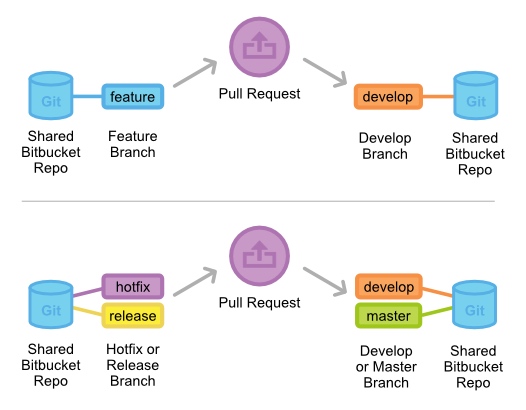 Git
feature
Pull Request
develop
Git
Shared
Bitbucket
Repo
Feature
Branch
Develop
Branch
Shared
Bitbucket
Repo
Git
hotfix
release
Pull Request
develop
master
Git
Shared
Bitbucket
Repo
Hotfix or
Release
Branch
Develop
or Master
Branch
Shared
Bitbucket
Repo